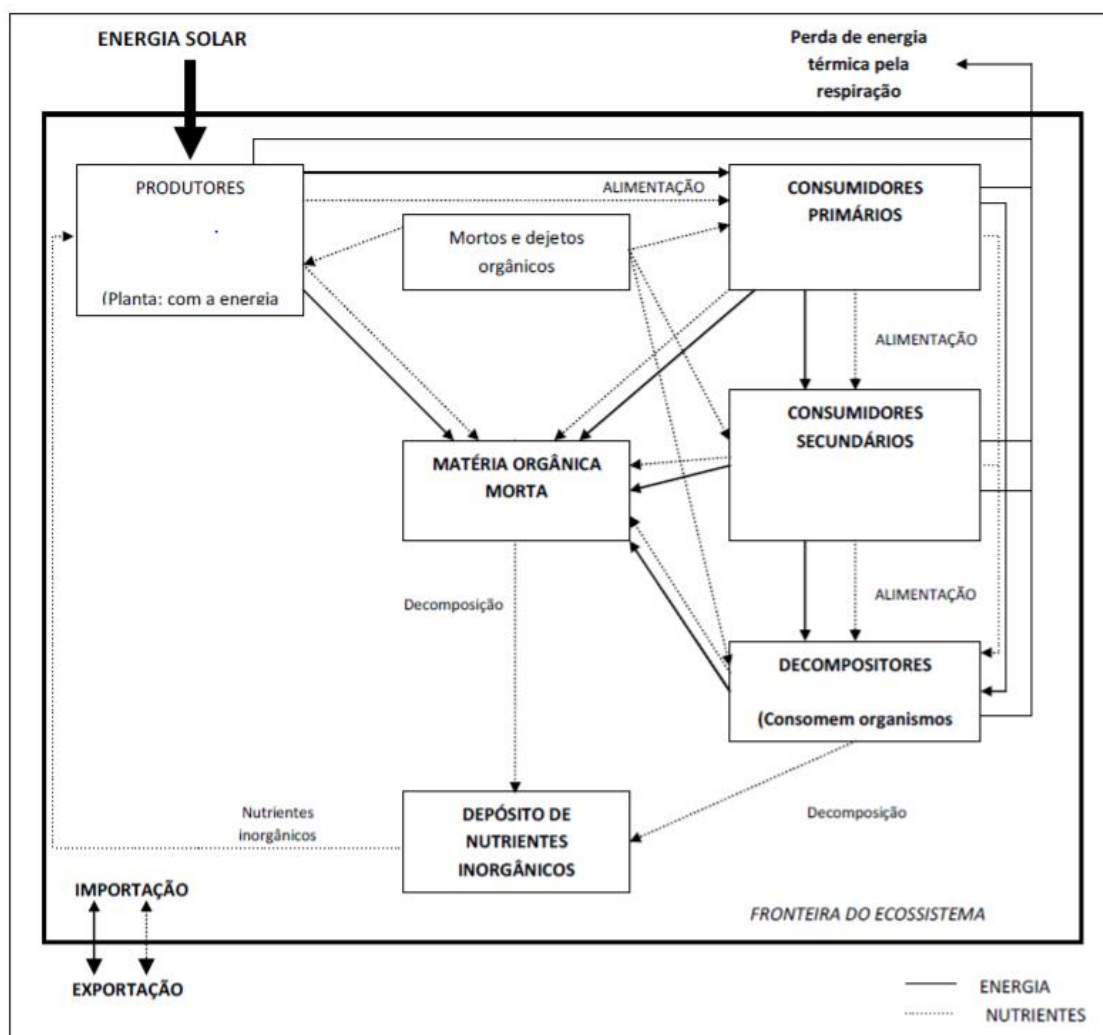 ENERGIA SOLAR
Perda de energia
térmica pela
respiração
PRODUTORES
(Planta: com a energia
ALIMENTAÇÃO
CONSUMIDORES
PRIMÁRIOS
Mortos e dejetos
orgânicos
ALIMENTAÇÃO
CONSUMIDORES
SECUNDÁRIOS
MATÉRIA ORGÂNICA
MORTA
Decomposição
ALIMENTAÇÃO
DECOMPOSITORES
(Consomem organismos
Nutrientes
inorgânicos
DEPÓSITO DE
NUTRIENTES
INORGÂNICOS
Decomposição
IMPORTAÇÃO
FRONTEIRA DO ECOSSISTEMA
EXPORTAÇÃO
ENERGIA
NUTRIENTES